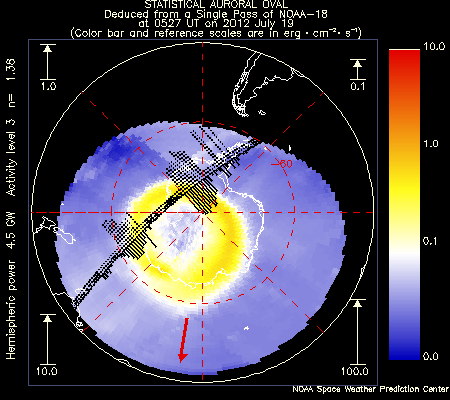 STATISTICAL AURORAL OVAL
Deduced from a Single Pass of NOAA-18
at 0527 UT on 2012 July 19
(Color bar and reference scales are in erg · cm⁻² · s⁻¹)
Hemispheric power 4.5 GW Activity level 3 n= 1.38
1.0
0.1
10.0
100.0
-60
10.0
1.0
0.1
0.0
NOAA Space Weather Prediction Center